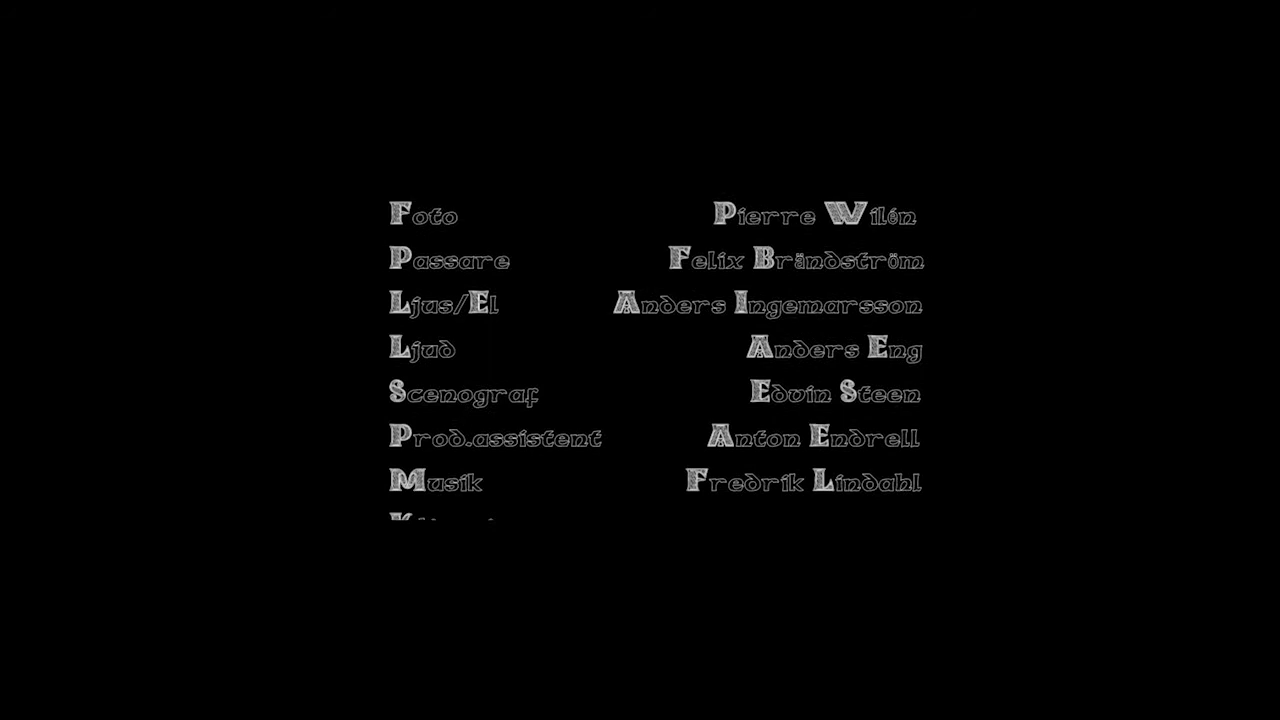 Foto Pierre Wilén
Passare Felix Brändström
Ljus/El Anders Ingemarsson
Ljud Anders Eng
Scenograf Edvin Steen
Prod.assistent Anton Endrell
Musik Fredrik Lindahl